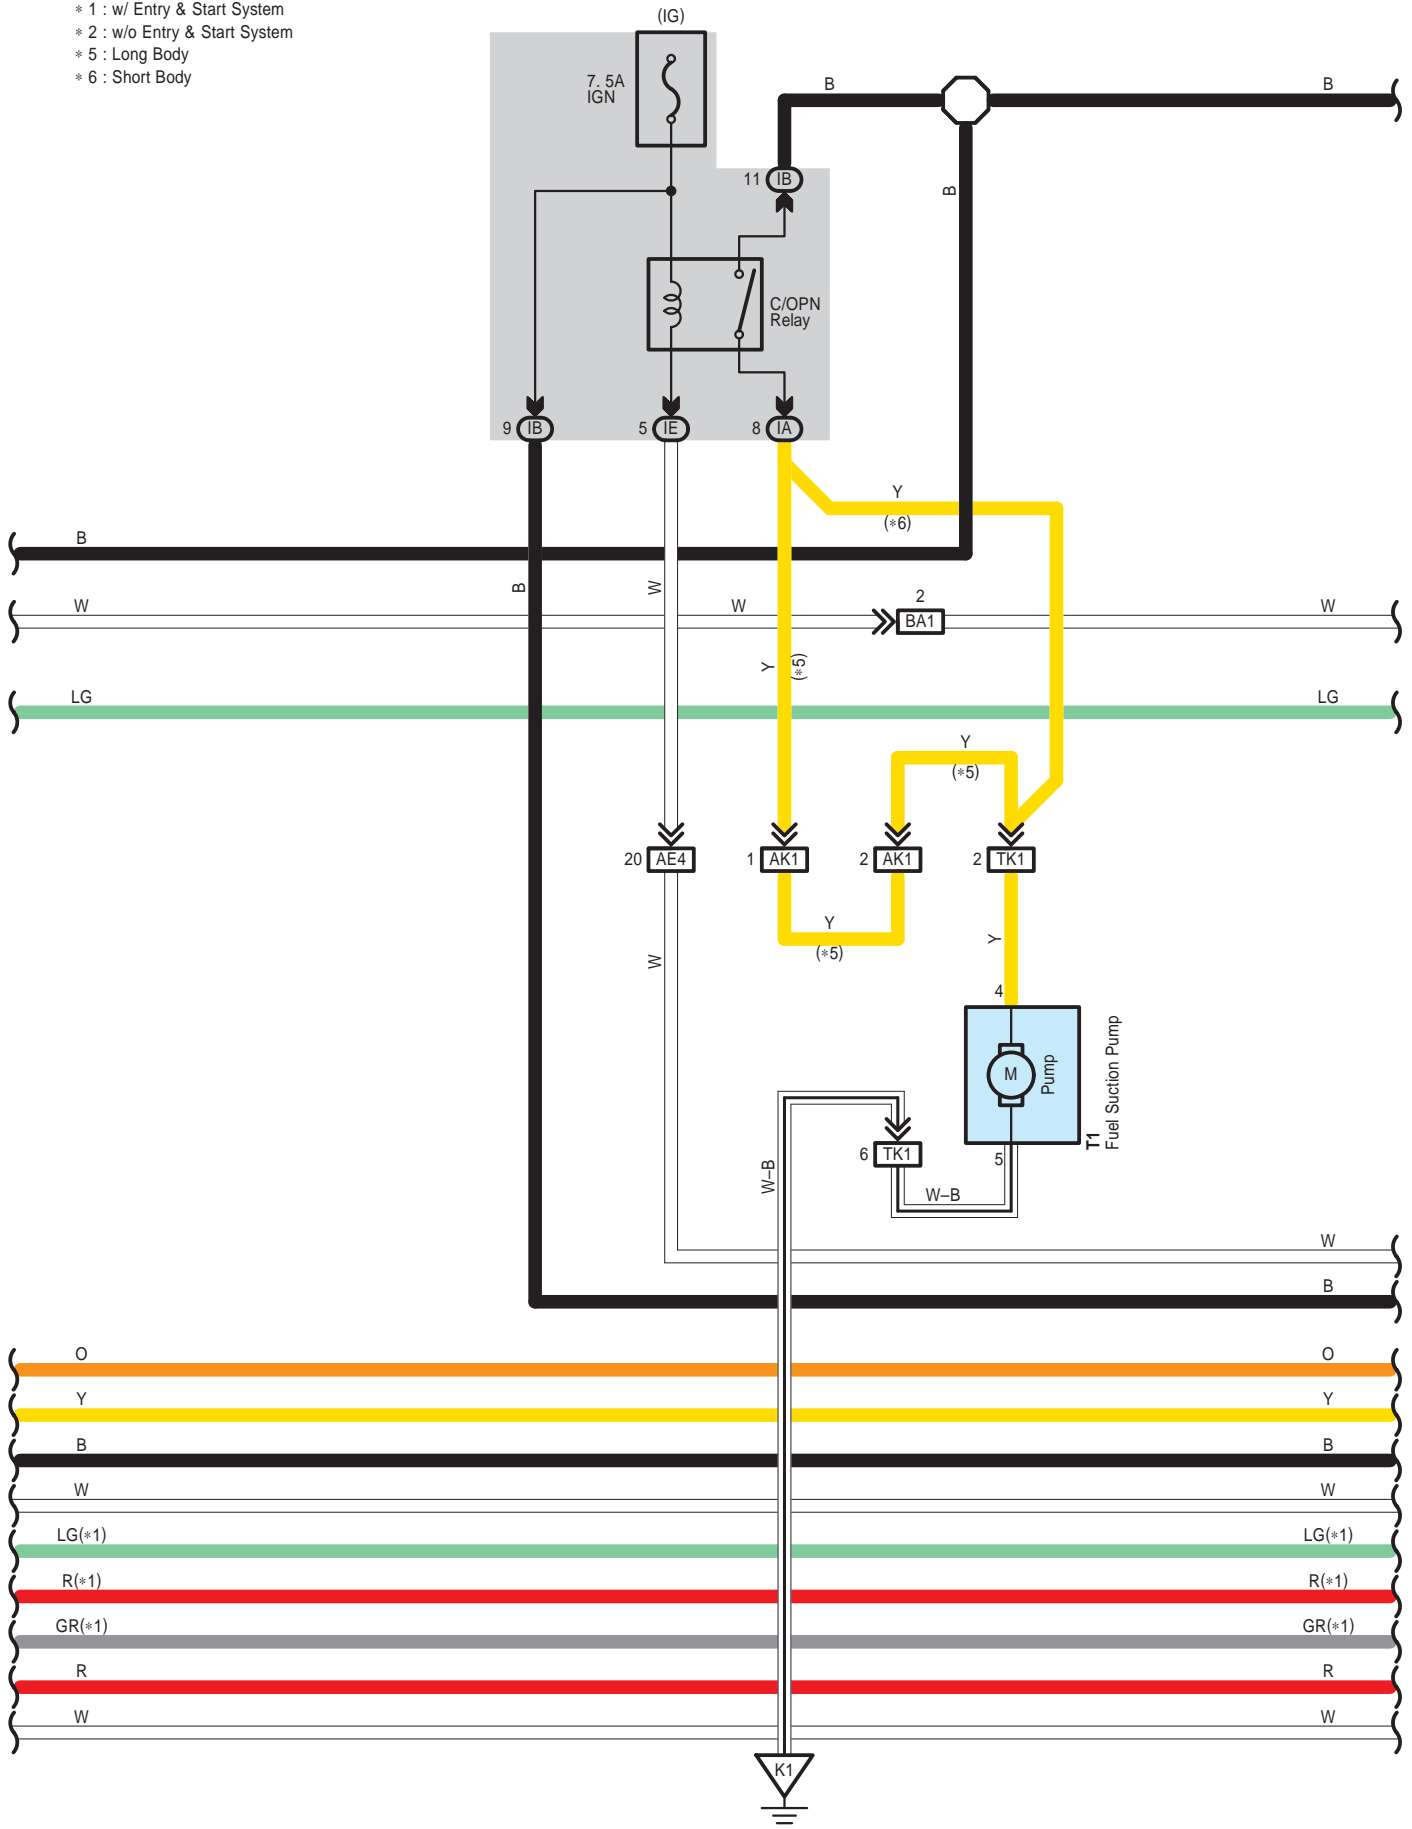 * 1 : w/ Entry & Start System
* 2 : w/o Entry & Start System
* 5 : Long Body
* 6 : Short Body
(IG)
7. 5A
IGN
B
B
11 IB
B
C/OPN
Relay
9 IB
5 IE
8 IA
Y
(*6)
B
B
W
W
W
2
BA1
W
Y
(*5)
LG
LG
Y
(*5)
20 AE4
1 AK1
2 AK1
2 TK1
Y
(*5)
Y
W
4
M
Pump
T1
Fuel Suction Pump
5
6 TK1
W–B
W–B
W
B
O
O
Y
Y
B
B
W
W
LG(*1)
LG(*1)
R(*1)
R(*1)
GR(*1)
GR(*1)
R
R
W
W
K1